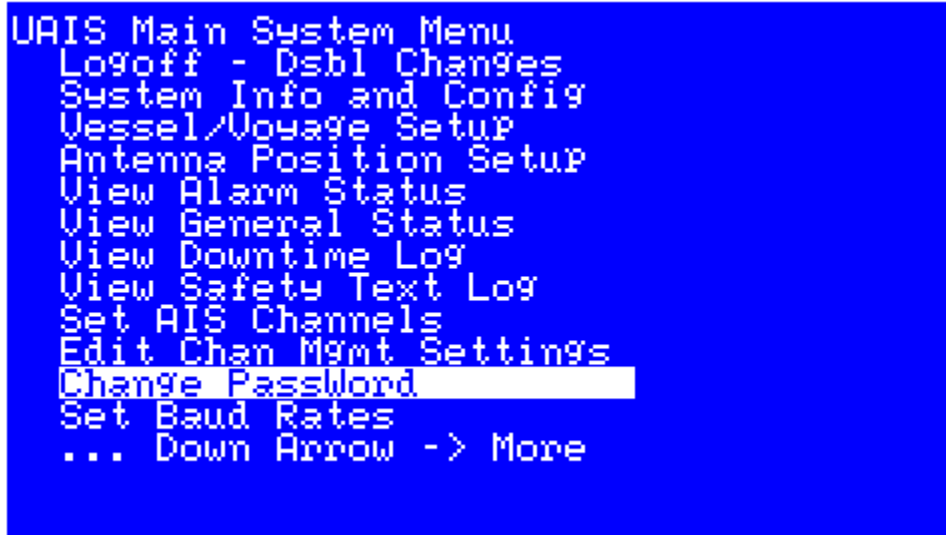 UAIS Main System Menu
Logoff - Dsbl Changes
System Info and Config
Vessel/Voyage Setup
Antenna Position Setup
View Alarm Status
View General Status
View Downtime Log
View Safety Text Log
Set AIS Channels
Edit Chan Mgmt Settings
Change PassWord
Set Baud Rates
... Down Arrow -> More